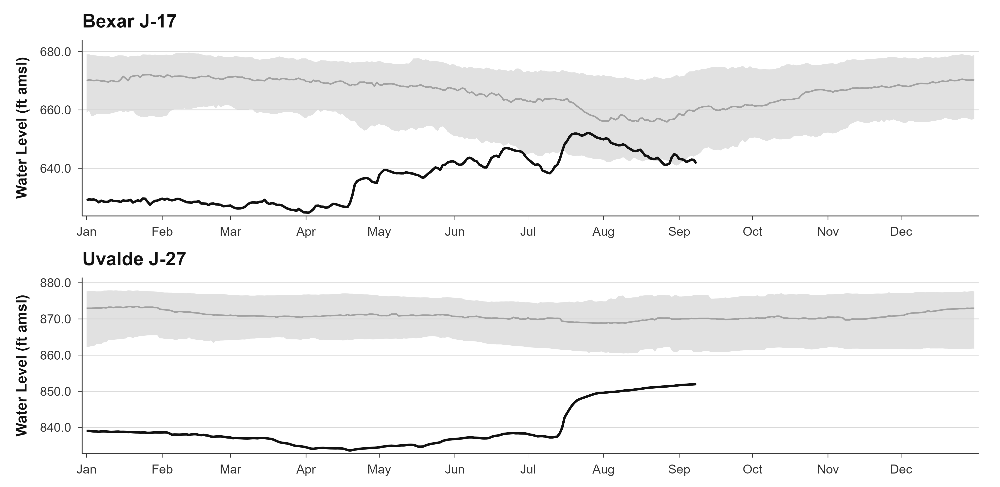 Bexar J-17
Water Level (ft amsl)
680.0
660.0
640.0
Jan Feb Mar Apr May Jun Jul Aug Sep Oct Nov Dec
Uvalde J-27
Water Level (ft amsl)
880.0
870.0
860.0
850.0
840.0
Jan Feb Mar Apr May Jun Jul Aug Sep Oct Nov Dec